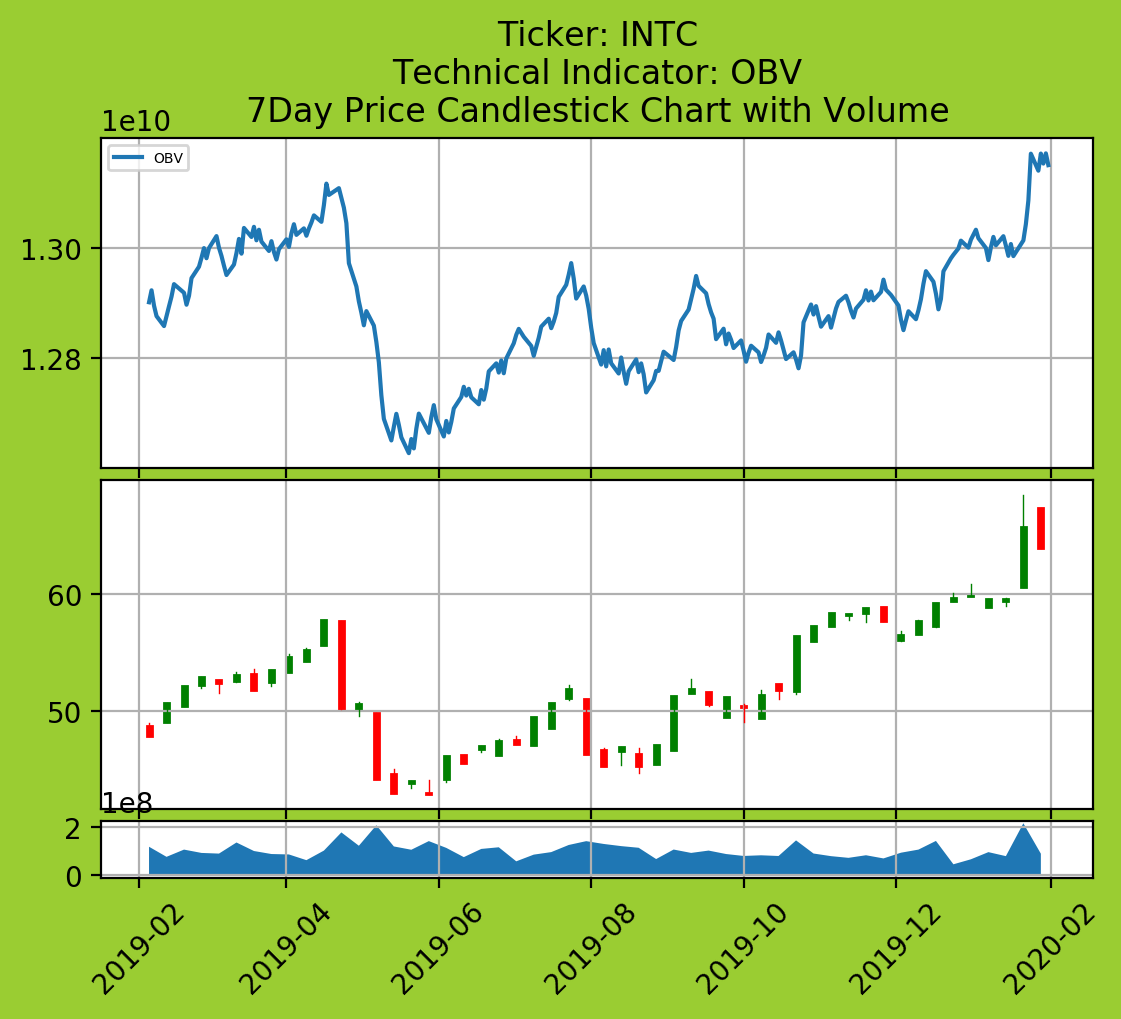 Ticker: INTC
Technical Indicator: OBV
7Day Price Candlestick Chart with Volume
1e10
OBV
1.30
1.28
60
50
1e8
2
0
2019-02
2019-04
2019-06
2019-08
2019-10
2019-12
2020-02